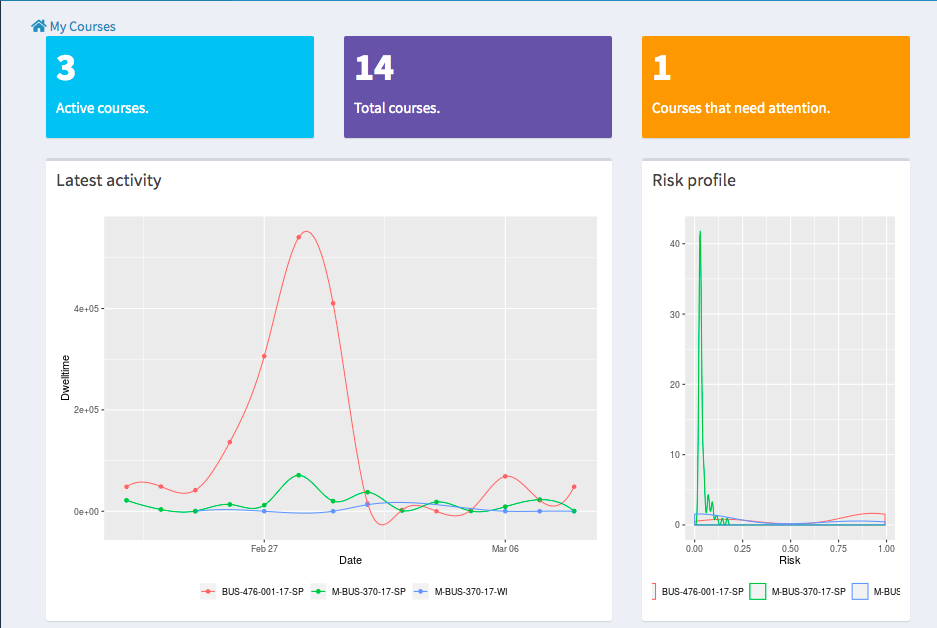 My Courses
3
Active courses.
14
Total courses.
1
Courses that need attention.
Latest activity
Dwelltime
4e+05
2e+05
0e+00
Feb 27
Mar 06
Date
BUS-476-001-17-SP
M-BUS-370-17-SP
M-BUS-370-17-WI
Risk profile
40
30
20
10
0
0.00
0.25
0.50
0.75
1.00
Risk
BUS-476-001-17-SP
M-BUS-370-17-SP
M-BUS